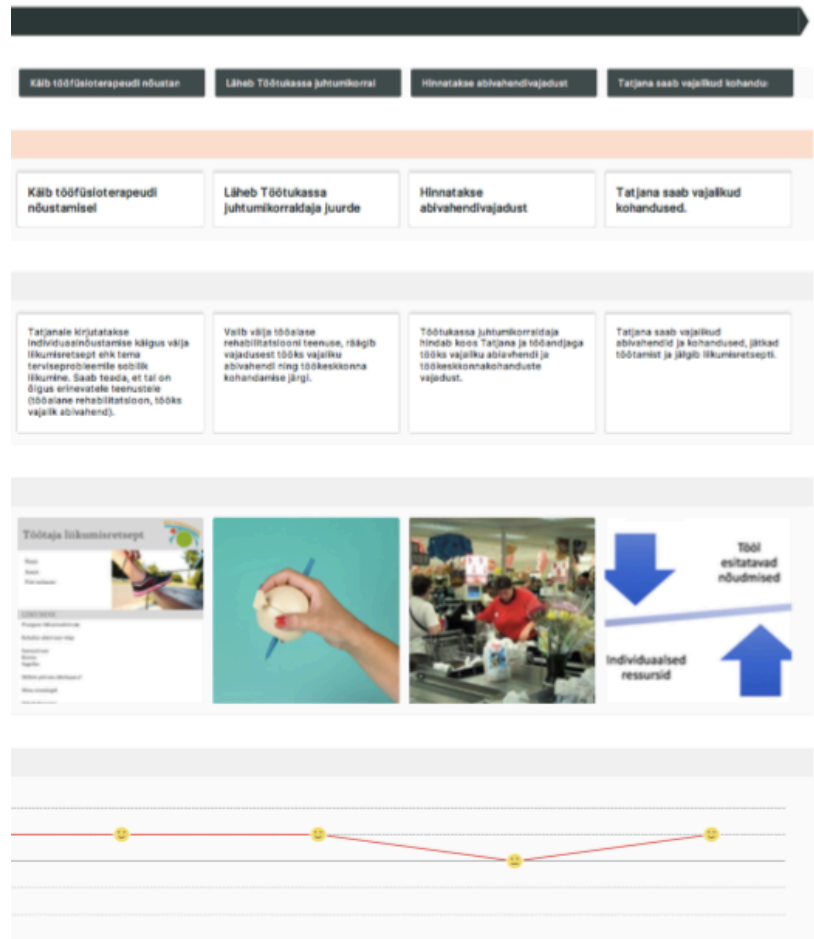 Käib tööfüsioterapeudi nõustan
Läheb Töötukassa juhtumikorral
Hinnatakse abivahendivajadust
Tatjana saab vajalikud kohandu
Käib tööfüsioterapeudi
nõustamisel
Läheb Töötukassa
juhtumikorraldaja juurde
Hinnatakse
abivahendivajadust
Tatjana saab vajalikud
kohandused.
Tatjanale kirjutatakse
individuaalnõustamise käigus välja
liikumisretsept ehk tema
terviseprobleemile sobilik
liikumine. Saab teada, et tal on
õigus erinevatele teenustele
(tööalane rehabilitatsioon, tööks
vajalik abivahend).
Valib välja tööalase
rehabilitatsiooni teenuse, räägib
vajadusest tööks vajaliku
abivahendi ning töökeskkonna
kohandamise järgi.
Töötukassa juhtumikorraldaja
hindab koos Tatjana ja tööandjaga
tööks vajaliku abiavhendi ja
töökeskkonnakohanduste
vajadust.
Tatjana saab vajalikud
abivahendid ja kohandused, jätkad
töötamist ja jälgib liikumisretsepti.
Töötaja liikumisretsept
Tööl
esitatavad
nõudmised
Individuaalsed
ressursid